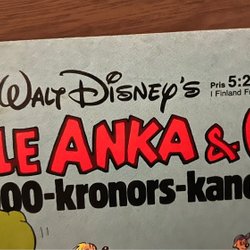 WALT DISNEY'S
Pris 5:2
I Finland F
LE ANKA & C
00-kronors-kan